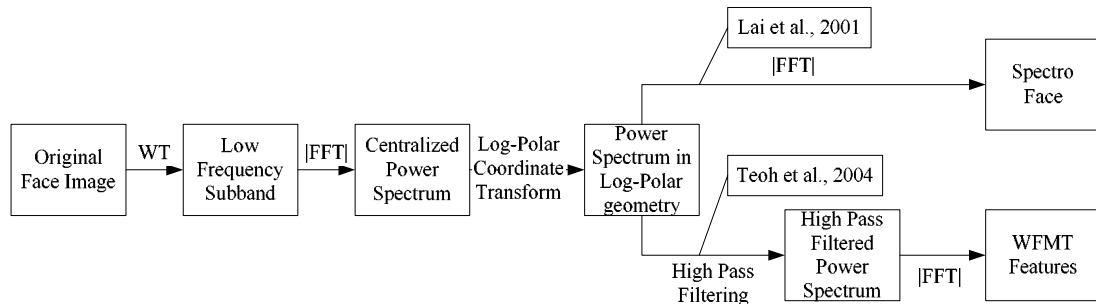 Original
Face Image
WT
Low
Frequency
Subband
|FFT|
Centralized
Power
Spectrum
Log-Polar
Coordinate
Transform
Power
Spectrum in
Log-Polar
geometry
Lai et al., 2001
|FFT|
Spectro
Face
Teoh et al., 2004
High Pass
Filtering
High Pass
Filtered
Power
Spectrum
|FFT|
WFMT
Features